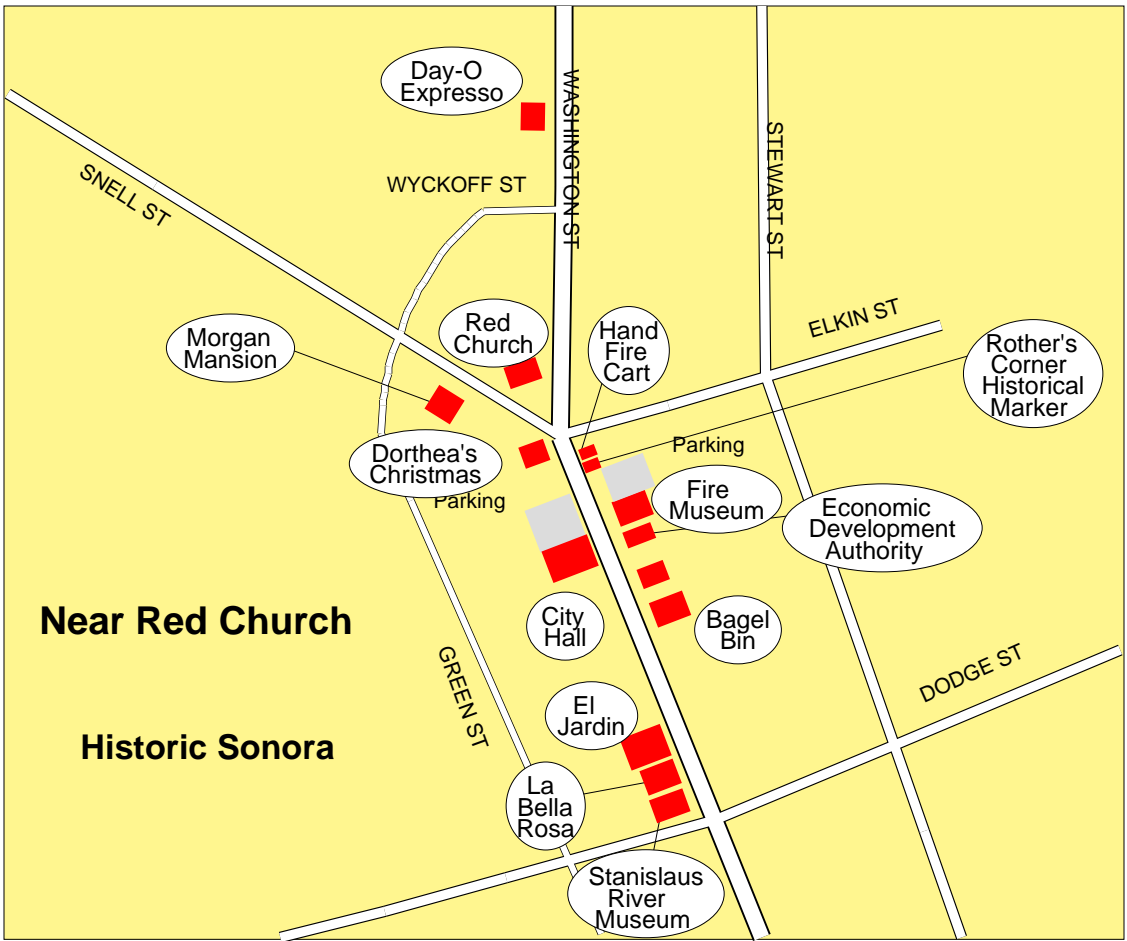 Day-O
Expresso
WASHINGTON ST
STEWART ST
SNELL ST
WYCKOFF ST
ELKIN ST
Morgan
Mansion
Red
Church
Hand
Fire
Cart
Rother's
Corner
Historical
Marker
Dorthea's
Christmas
Parking
Parking
Fire
Museum
Economic
Development
Authority
City
Hall
Bagel
Bin
Near Red Church
GREEN ST
DODGE ST
El
Jardin
Historic Sonora
La
Bella
Rosa
Stanislaus
River
Museum